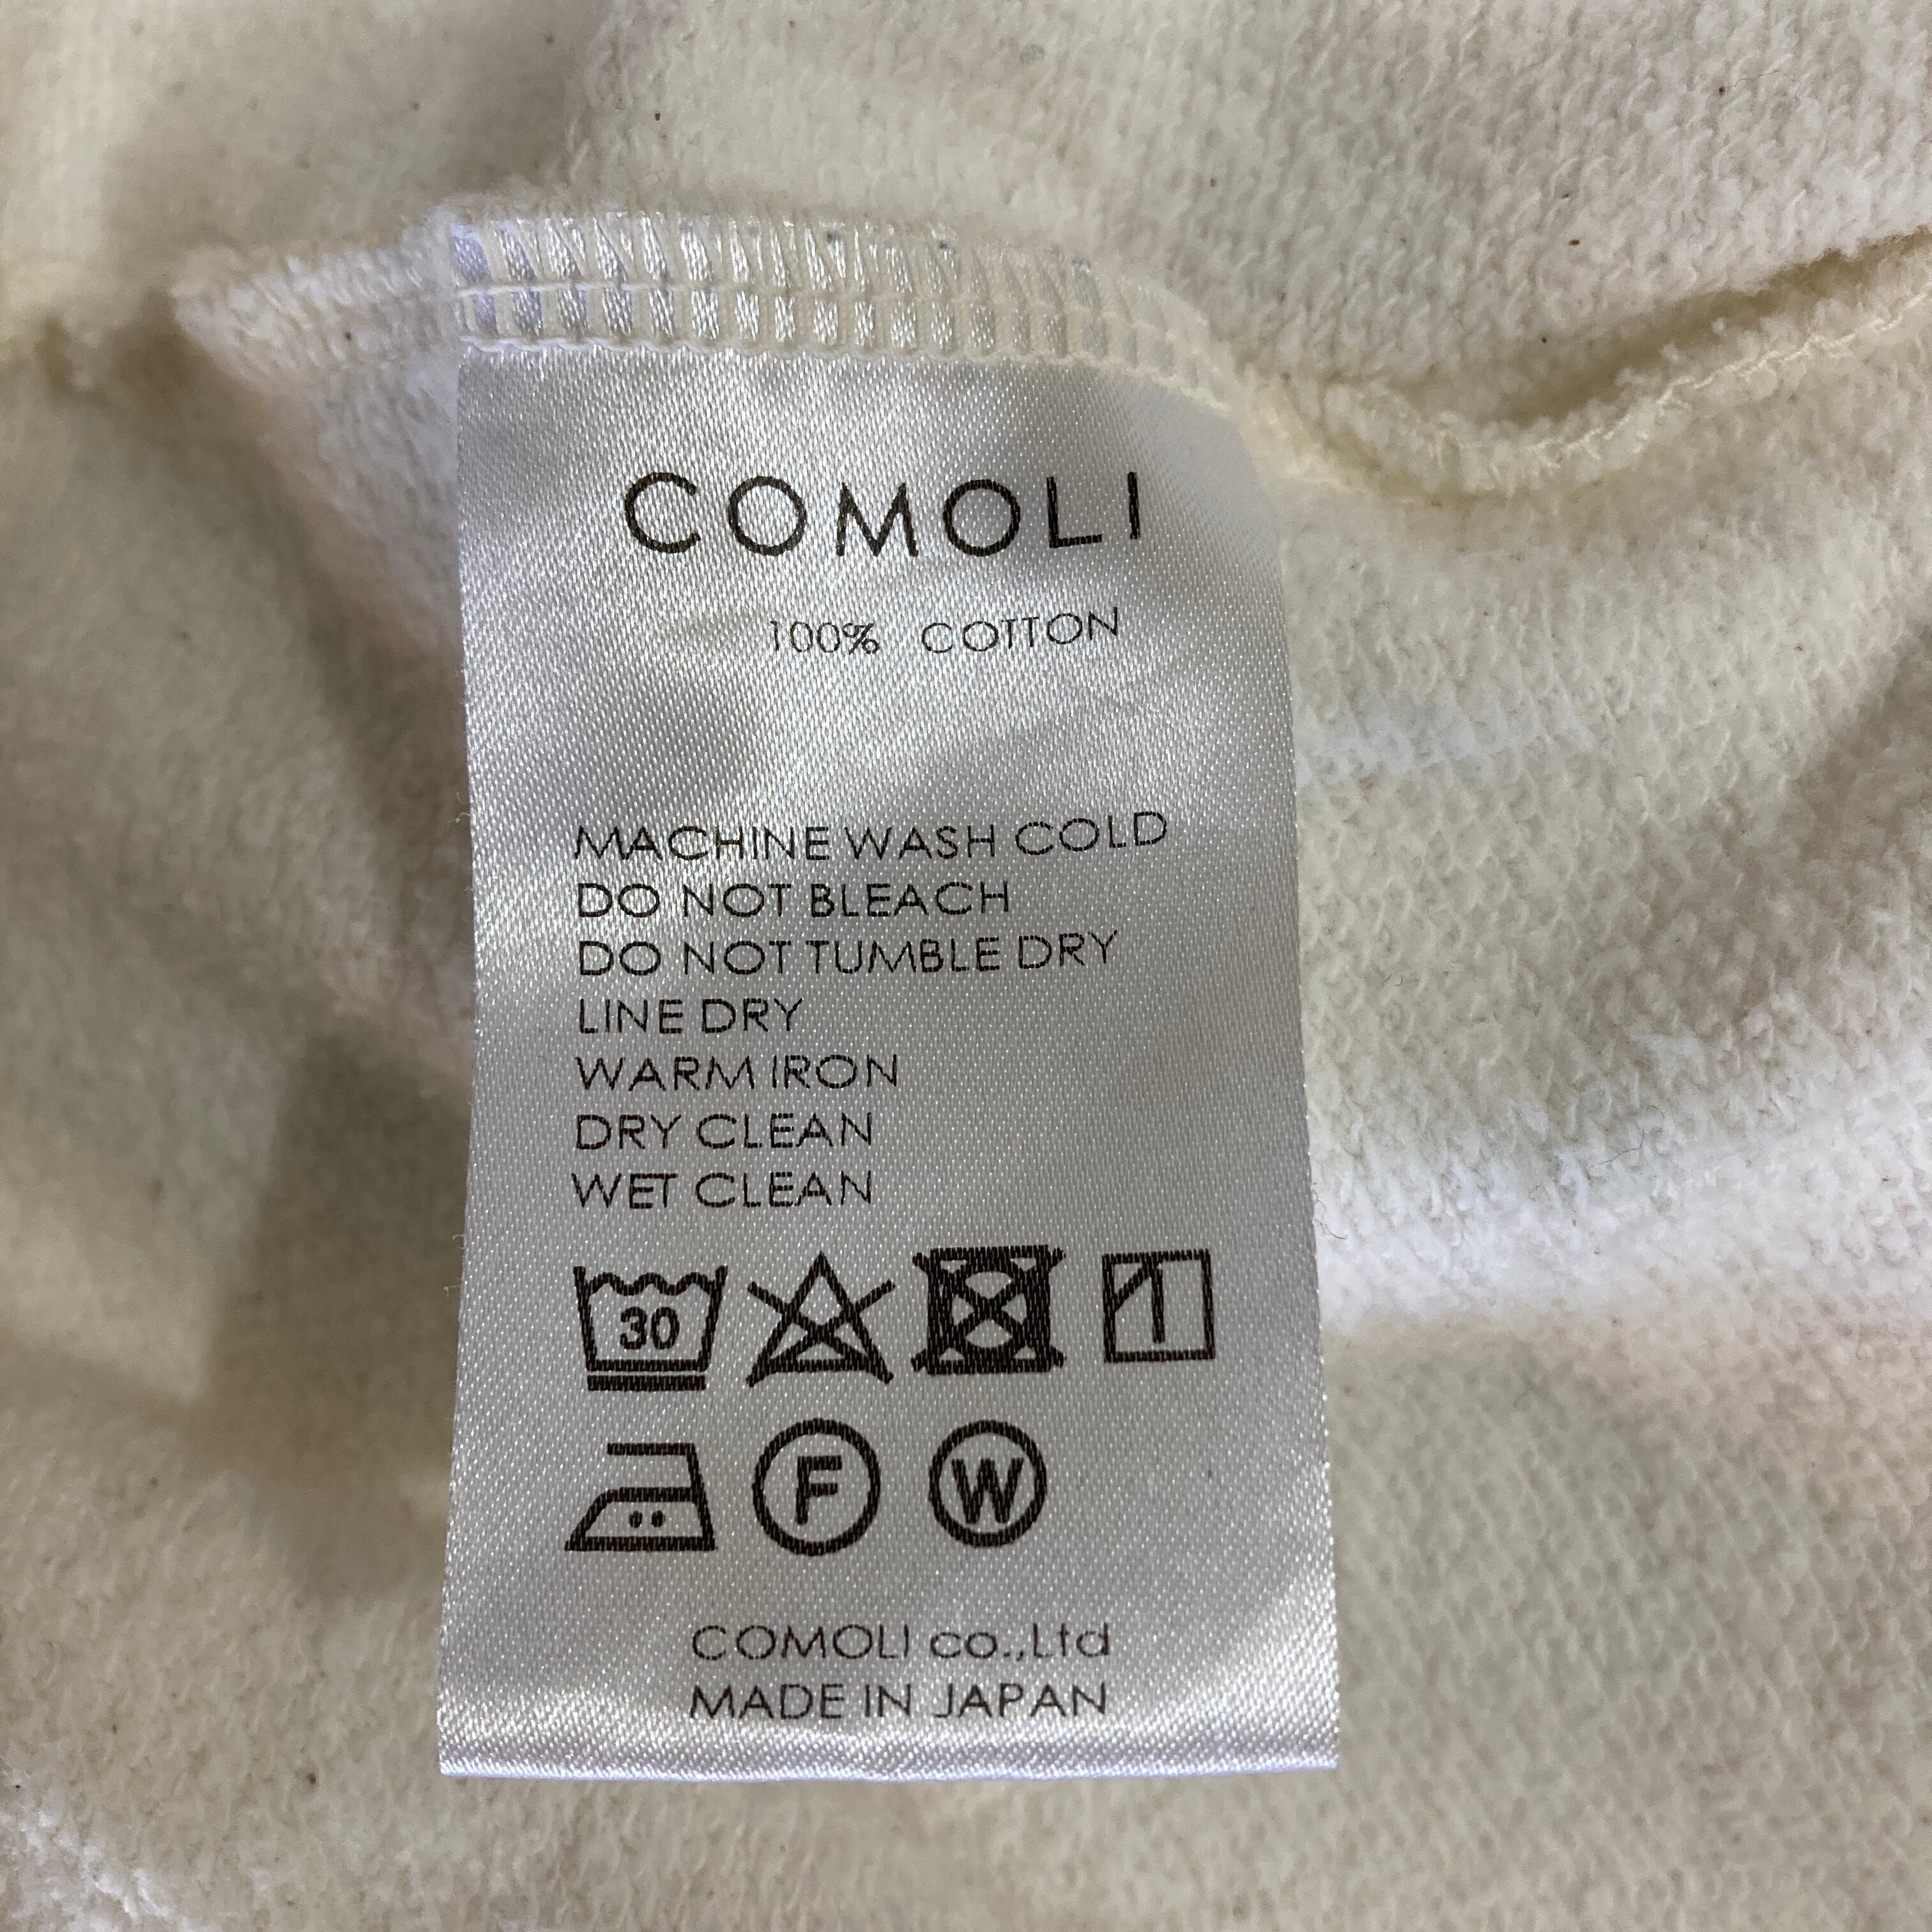 COMOLI
100% COTTON
MACHINE WASH COLD
DO NOT BLEACH
DO NOT TUMBLE DRY
LINE DRY
WARM IRON
DRY CLEAN
WET CLEAN
30
F W
COMOLI co.,Ltd
MADE IN JAPAN